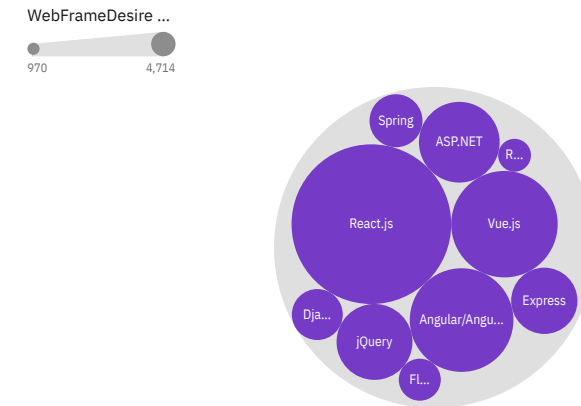 WebFrameDesire ...
970
4,714
Spring
ASP.NET
R...
React.js
Vue.js
Dja...
Express
Angular/Angu...
jQuery
Fl...